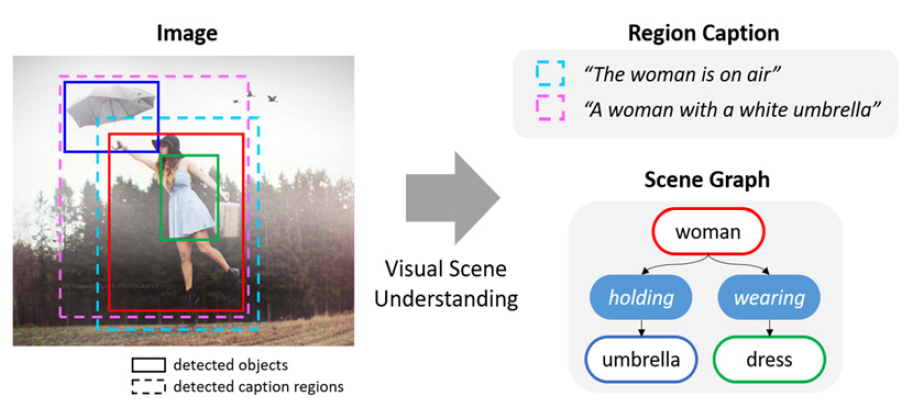 Image
Region Caption
“The woman is on air”
“A woman with a white umbrella”
Scene Graph
woman
holding
wearing
umbrella
dress
Visual Scene
Understanding
detected objects
detected caption regions